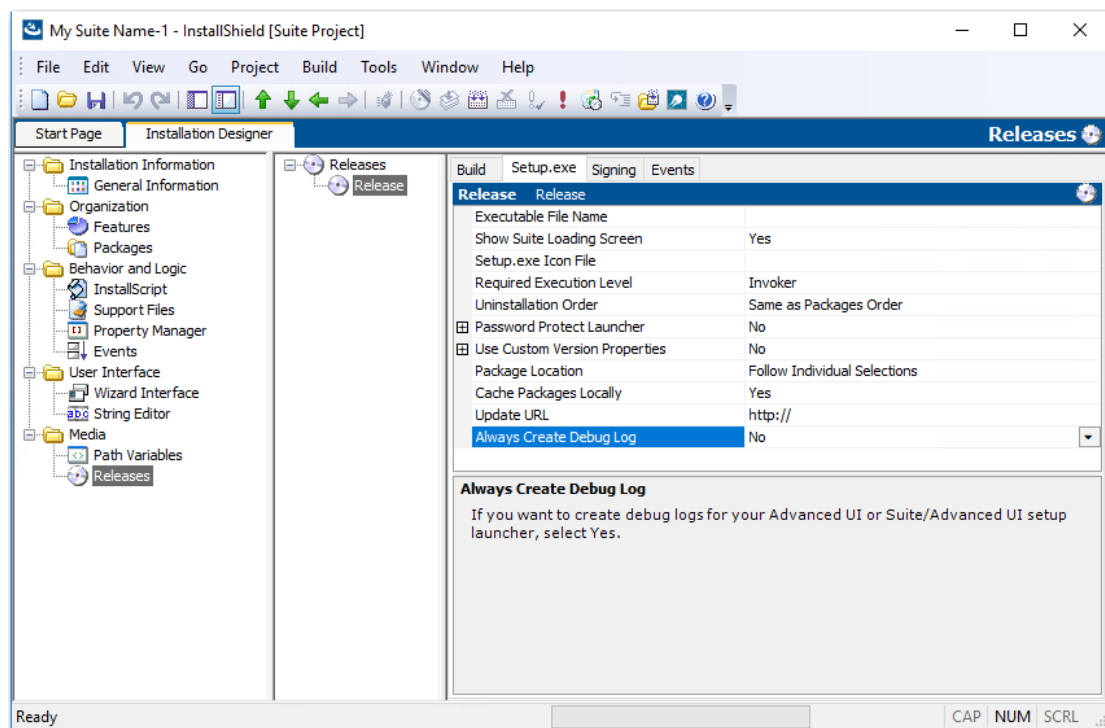 My Suite Name-1 - InstallShield [Suite Project]
File Edit View Go Project Build Tools Window Help
Start Page Installation Designer Releases
Installation Information
General Information
Organization
Features
Packages
Behavior and Logic
InstallScript
Support Files
Property Manager
Events
User Interface
Wizard Interface
abc String Editor
Media
Path Variables
Releases
Releases
Release
Build Setup.exe Signing Events
Release Release
Executable File Name
Show Suite Loading Screen Yes
Setup.exe Icon File
Required Execution Level Invoker
Uninstallation Order Same as Packages Order
Password Protect Launcher No
Use Custom Version Properties No
Package Location Follow Individual Selections
Cache Packages Locally Yes
Update URL http://
Always Create Debug Log No
Always Create Debug Log
If you want to create debug logs for your Advanced UI or Suite/Advanced UI setup
launcher, select Yes.
Ready CAP NUM SCRL